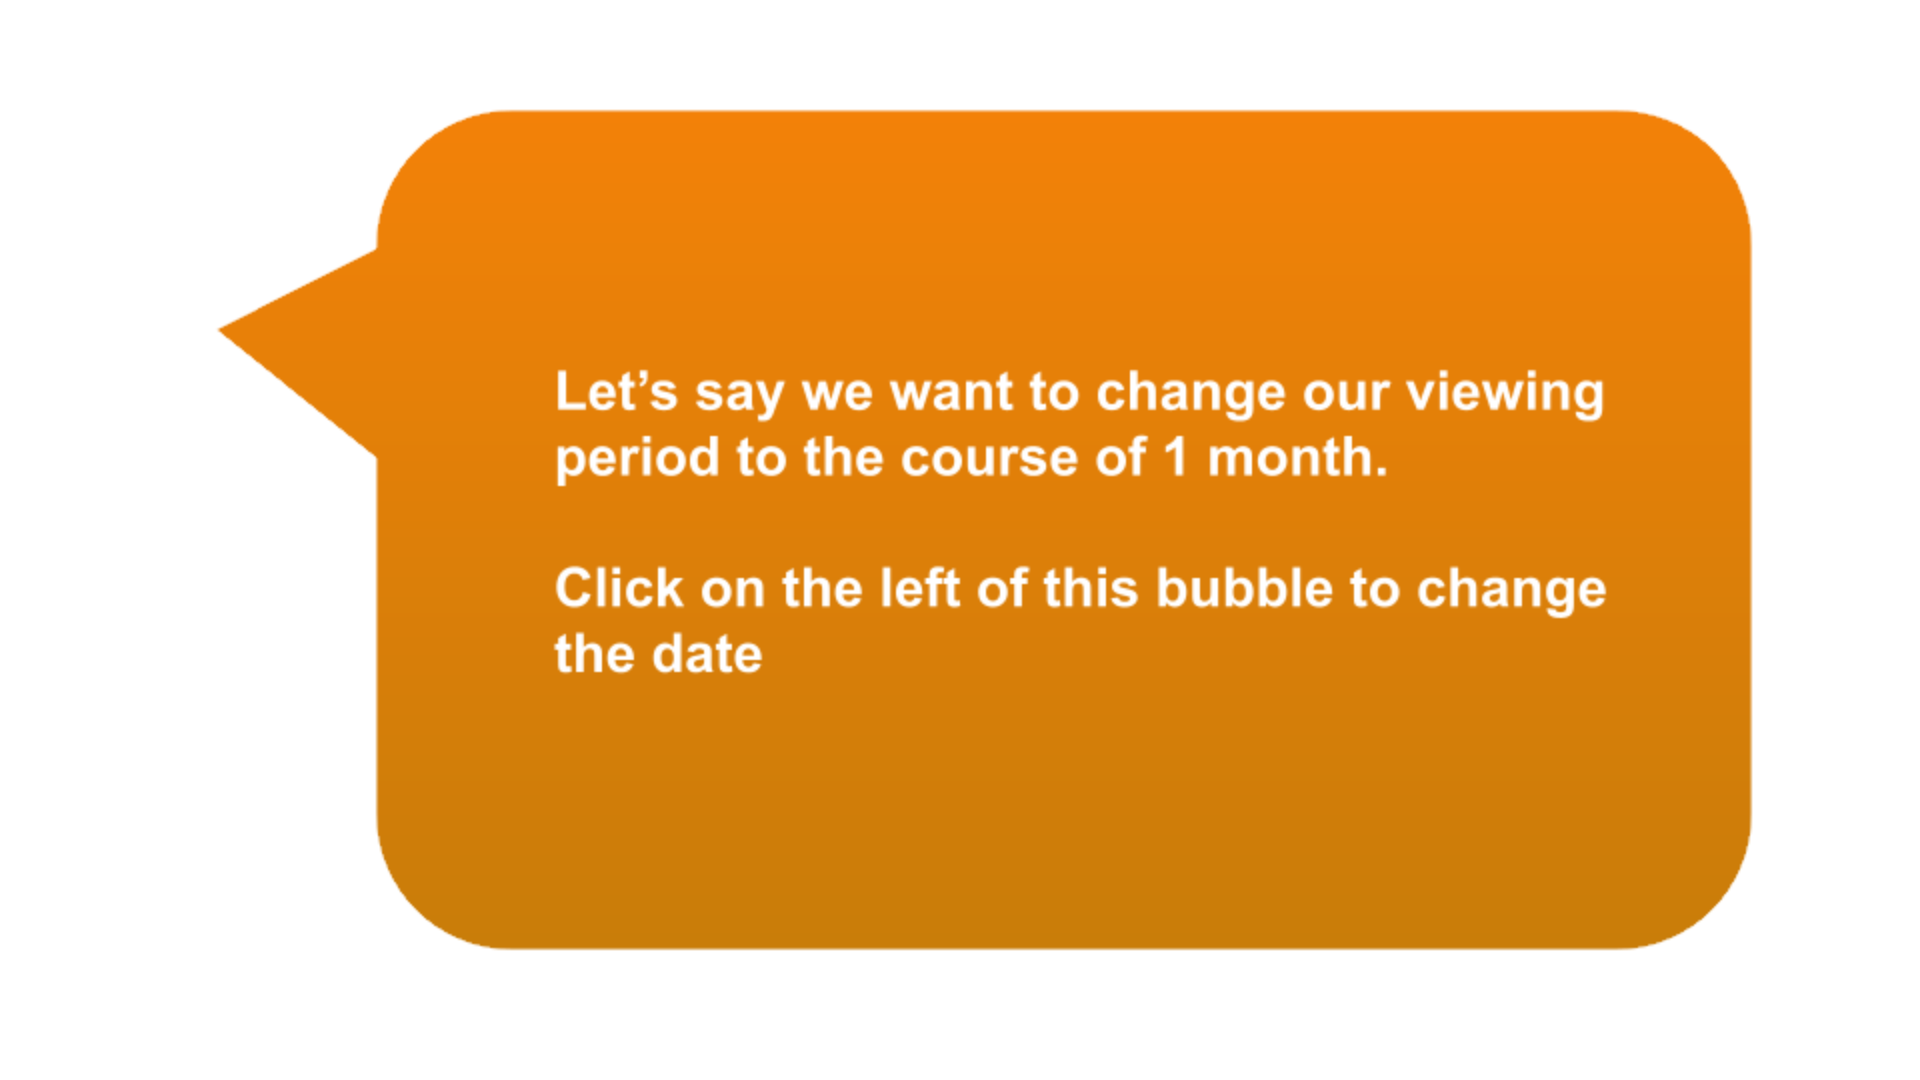 Let’s say we want to change our viewing
period to the course of 1 month.
Click on the left of this bubble to change
the date